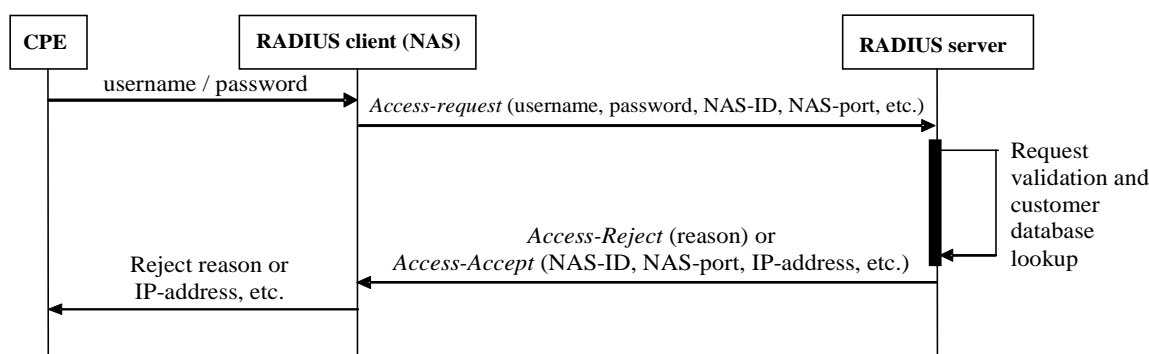 CPE
RADIUS client (NAS)
RADIUS server
username / password
Access-request (username, password, NAS-ID, NAS-port, etc.)
Request
validation and
customer
database
lookup
Access-Reject (reason) or
Access-Accept (NAS-ID, NAS-port, IP-address, etc.)
Reject reason or
IP-address, etc.